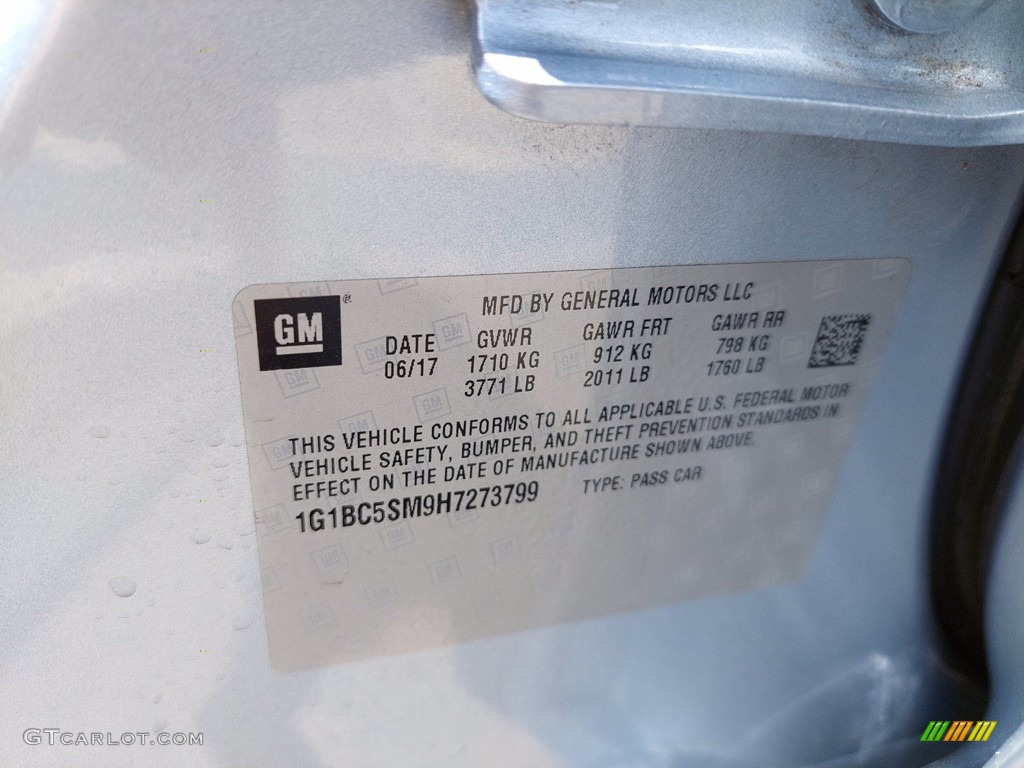 GM®
MFD BY GENERAL MOTORS LLC
DATE GVWR GAWR FRT GAWR RR
06/17 1710 KG 912 KG 798 KG
3771 LB 2011 LB 1760 LB
THIS VEHICLE CONFORMS TO ALL APPLICABLE U.S. FEDERAL MOTOR
VEHICLE SAFETY, BUMPER, AND THEFT PREVENTION STANDARDS IN
EFFECT ON THE DATE OF MANUFACTURE SHOWN ABOVE.
1G1BC5SM9H7273799 TYPE: PASS CAR
GTCARLOT.COM